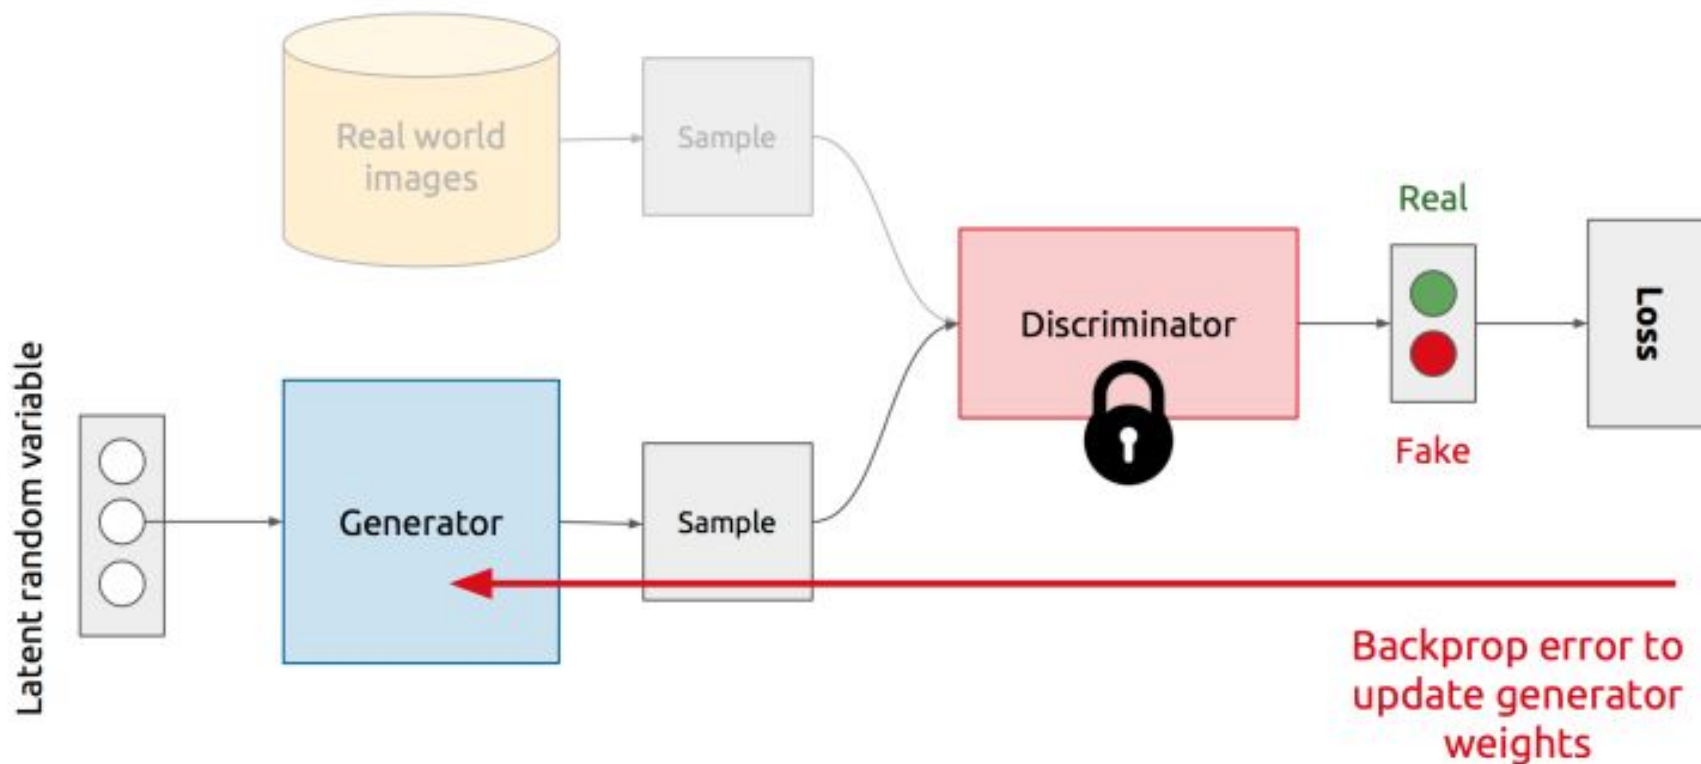 Real world
images
Sample
Real
Discriminator
Loss
Fake
Latent random variable
Generator
Sample
Backprop error to
update generator
weights